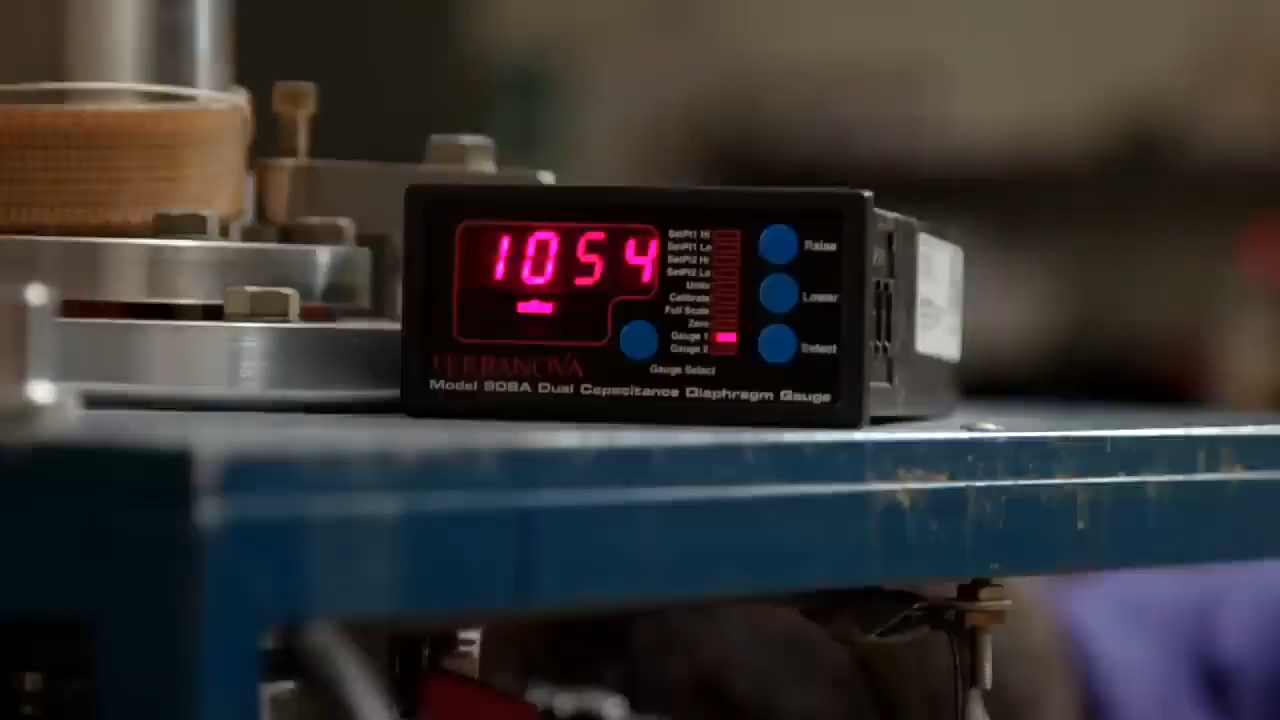 1054
SetPt1 Hi
SetPt1 Lo
SetPt2 Hi
SetPt2 Lo
Units
Calibrate
Full Scale
Zero
Gauge 1
Gauge 2
Gauge Select
Raise
Lower
Select
TERRANOVA
Model 908A Dual Capacitance Diaphragm Gauge